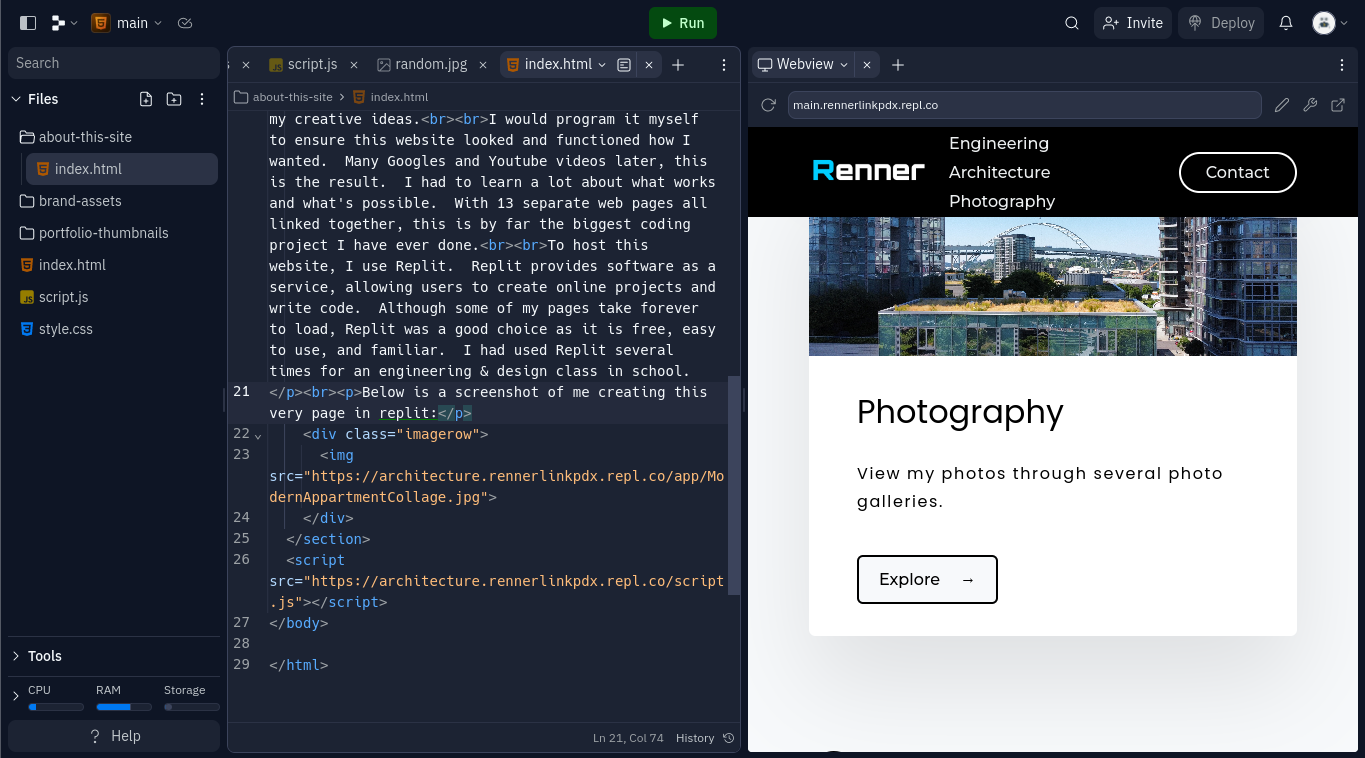 main
Run
Invite
Deploy
Search
Files
about-this-site
index.html
brand-assets
portfolio-thumbnails
index.html
script.js
style.css
Tools
CPU RAM Storage
Help
s script.js random.jpg index.html
about-this-site > index.html
my creative ideas.<br><br>I would program it myself
to ensure this website looked and functioned how I
wanted.  Many Googles and Youtube videos later, this
is the result.  I had to learn a lot about what works
and what's possible.  With 13 separate web pages all
linked together, this is by far the biggest coding
project I have ever done.<br><br>To host this
website, I use Replit.  Replit provides software as a
service, allowing users to create online projects and
write code.  Although some of my pages take forever
to load, Replit was a good choice as it is free, easy
to use, and familiar.  I had used Replit several
times for an engineering & design class in school.
21 </p><br><p>Below is a screenshot of me creating this
very page in replit:</p>
22 <div class="imagerow">
23 <img
src="https://architecture.rennerlinkpdx.repl.co/app/Mo
dernAppartmentCollage.jpg">
24 </div>
25 </section>
26 <script
src="https://architecture.rennerlinkpdx.repl.co/script
.js"></script>
27 </body>
28
29 </html>
Ln 21, Col 74 History
Webview
main.rennerlinkpdx.repl.co
Renner
Engineering
Architecture
Photography
Contact
Photography
View my photos through several photo
galleries.
Explore →